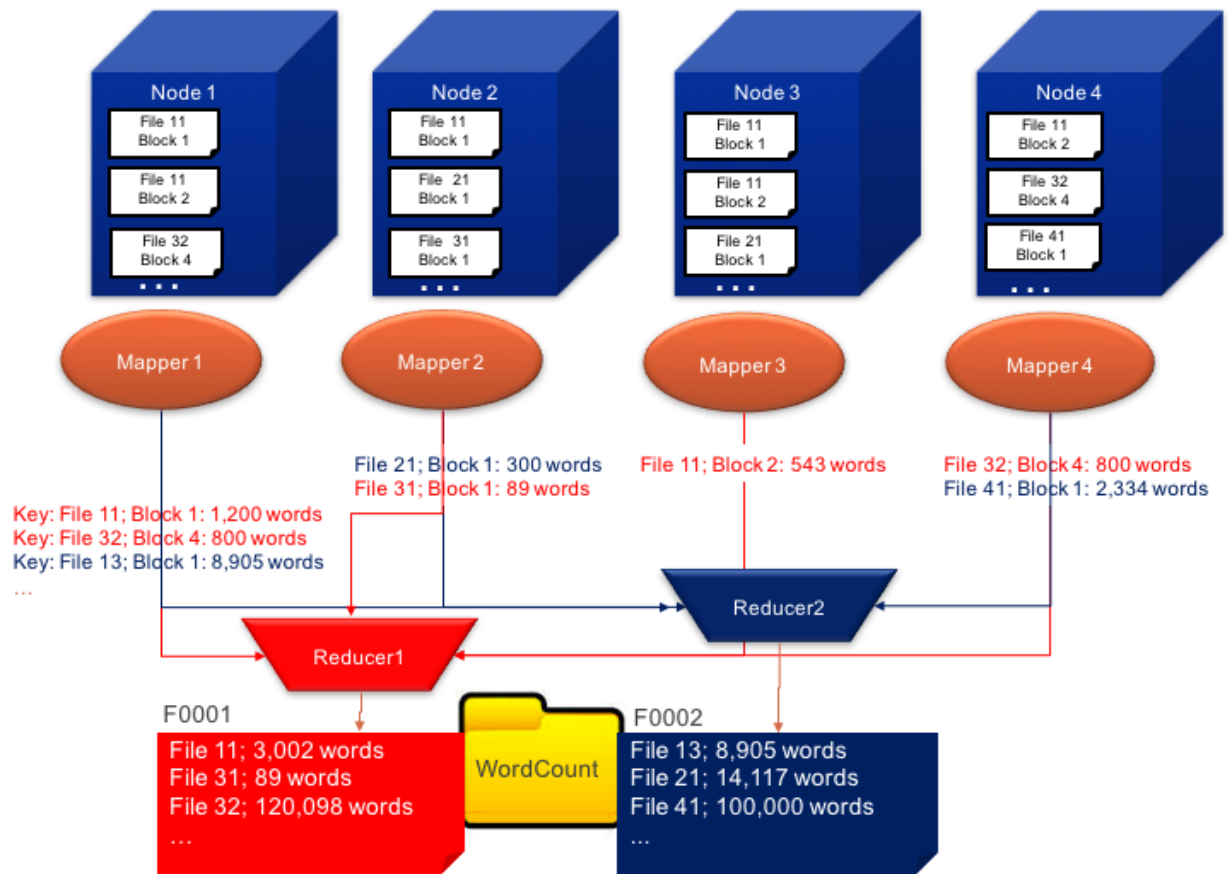 Node 1
File 11
Block 1
File 11
Block 2
File 32
Block 4
...
Node 2
File 11
Block 1
File 21
Block 1
File 31
Block 1
...
Node 3
File 11
Block 1
File 11
Block 2
File 21
Block 1
...
Node 4
File 11
Block 2
File 32
Block 4
File 41
Block 1
...
Mapper 1
Mapper 2
Mapper 3
Mapper 4
Key: File 11; Block 1: 1,200 words
Key: File 32; Block 4: 800 words
Key: File 13; Block 1: 8,905 words
...
File 21; Block 1: 300 words
File 31; Block 1: 89 words
File 11; Block 2: 543 words
File 32; Block 4: 800 words
File 41; Block 1: 2,334 words
Reducer1
Reducer2
F0001
File 11; 3,002 words
File 31; 89 words
File 32; 120,098 words
...
WordCount
F0002
File 13; 8,905 words
File 21; 14,117 words
File 41; 100,000 words
...